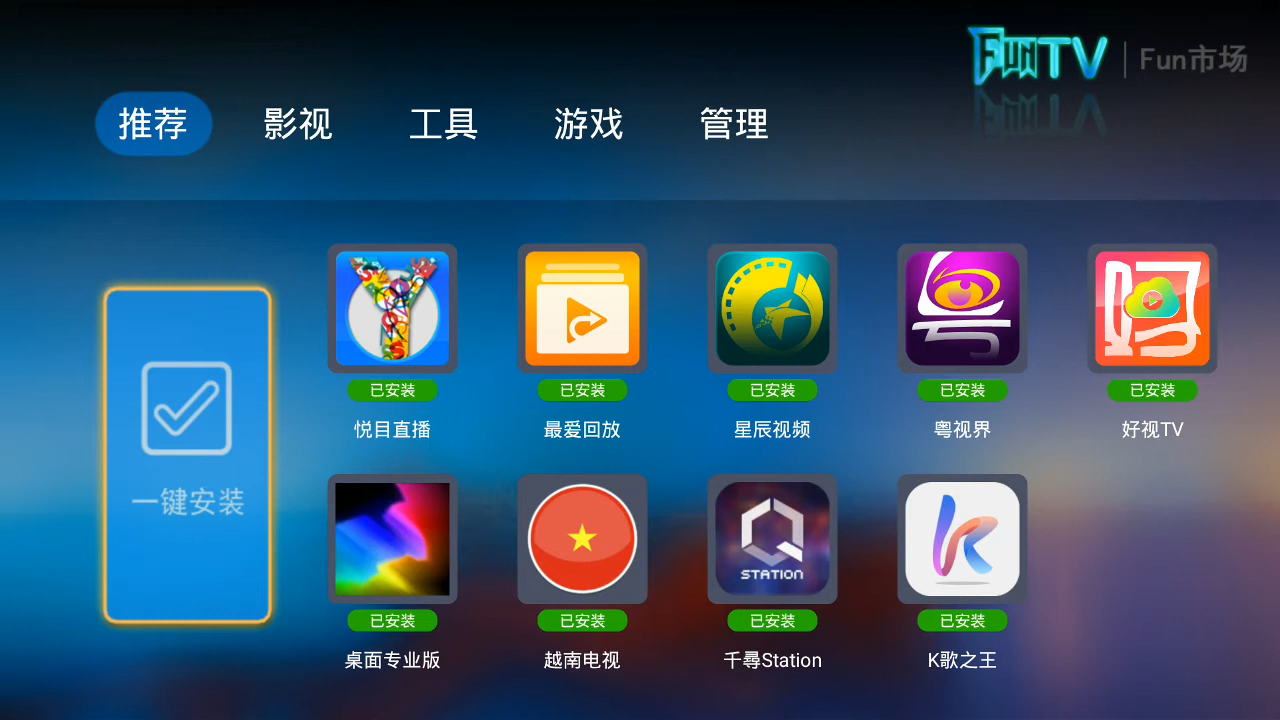 FUNTV | Fun市场
推荐 影视 工具 游戏 管理
一键安装
已安装 已安装 已安装 已安装 已安装
悦目直播 最爱回放 星辰视频 粤视界 好视TV
STATION
已安装 已安装 已安装 已安装
桌面专业版 越南电视 千尋Station K歌之王